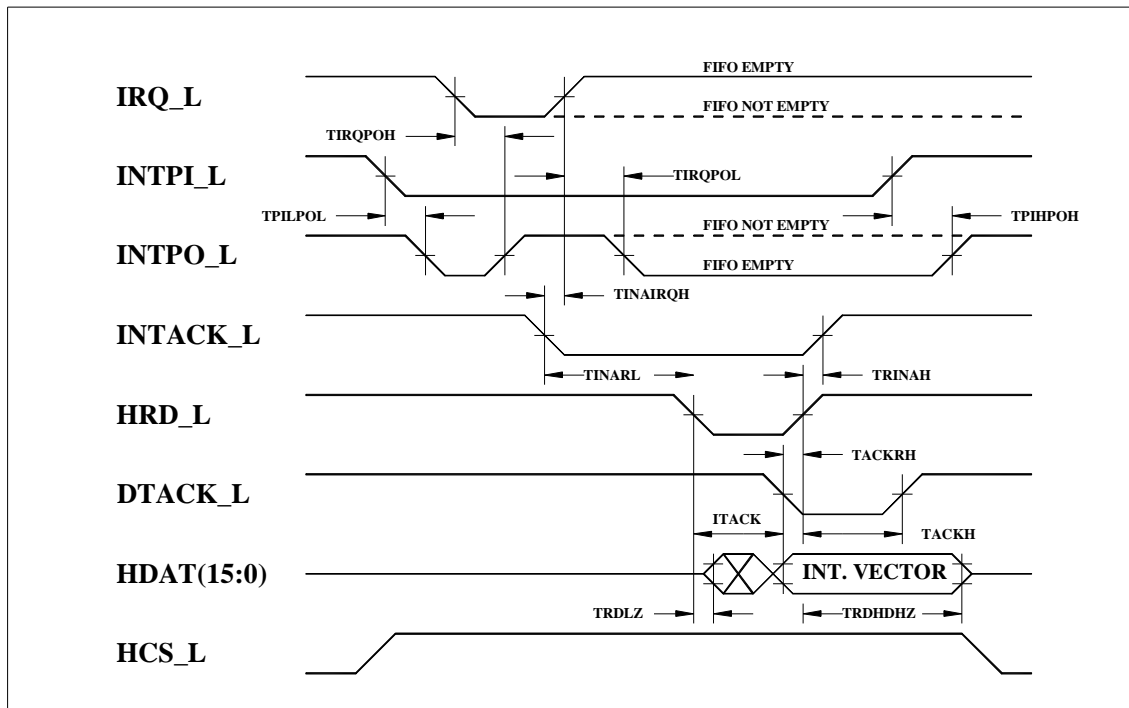 FIFO EMPTY
IRQ_L
FIFO NOT EMPTY
TIRQPOH
INTPI_L
TIRQPOL
TPILPOL
FIFO NOT EMPTY
TPIHPOH
INTPO_L
FIFO EMPTY
TINAIRQH
INTACK_L
TINARL
TRINAH
HRD_L
TACKRH
DTACK_L
ITACK
TACKH
HDAT(15:0)
INT. VECTOR
TRDLZ
TRDHDHZ
HCS_L